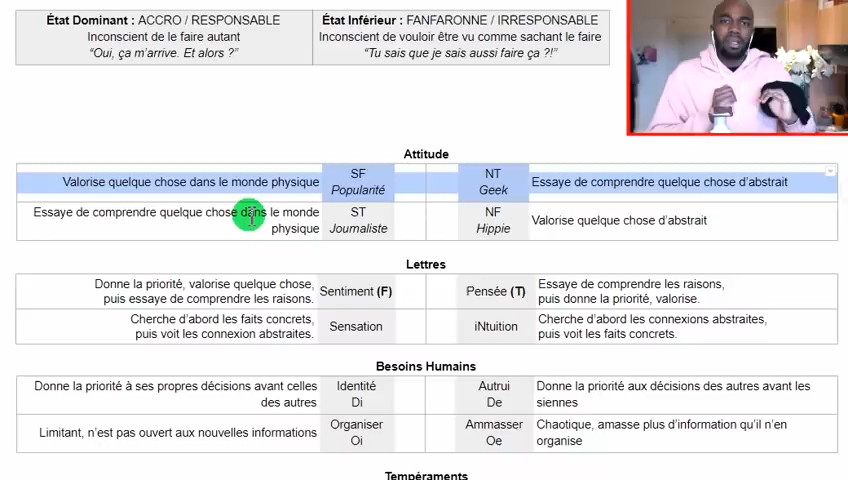 État Dominant : ACCRO / RESPONSABLE
Inconscient de le faire autant
“Oui, ça m’arrive. Et alors ?”
État Inférieur : FANFARONNE / IRRESPONSABLE
Inconscient de vouloir être vu comme sachant le faire
“Tu sais que je sais aussi faire ça ?!”
Attitude
Valorise quelque chose dans le monde physique
SF
Popularité
NT
Geek
Essaye de comprendre quelque chose d’abstrait
Essaye de comprendre quelque chose dans le monde
physique
ST
Journaliste
NF
Hippie
Valorise quelque chose d’abstrait
Lettres
Donne la priorité, valorise quelque chose,
puis essaye de comprendre les raisons.
Sentiment (F)
Pensée (T)
Essaye de comprendre les raisons,
puis donne la priorité, valorise.
Cherche d’abord les faits concrets,
puis voit les connexion abstraites.
Sensation
iNtuition
Cherche d’abord les connexions abstraites,
puis voit les faits concrets.
Besoins Humains
Donne la priorité à ses propres décisions avant celles
des autres
Identité
Di
Autrui
De
Donne la priorité aux décisions des autres avant les
siennes
Limitant, n’est pas ouvert aux nouvelles informations
Organiser
Oi
Ammasser
Oe
Chaotique, amasse plus d’information qu’il n’en
organise
Tempéraments